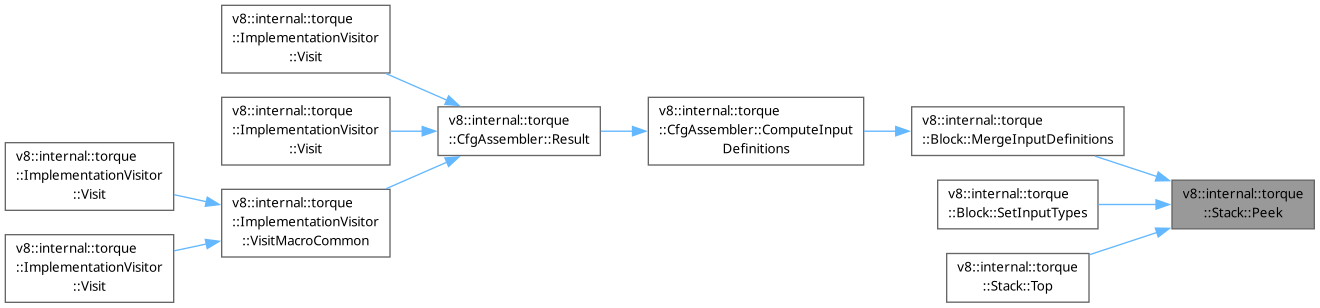 v8::internal::torque
::ImplementationVisitor
::Visit
v8::internal::torque
::ImplementationVisitor
::Visit
v8::internal::torque
::CfgAssembler::Result
v8::internal::torque
::CfgAssembler::ComputeInput
Definitions
v8::internal::torque
::Block::MergeInputDefinitions
v8::internal::torque
::ImplementationVisitor
::Visit
v8::internal::torque
::ImplementationVisitor
::VisitMacroCommon
v8::internal::torque
::Block::SetInputTypes
v8::internal::torque
::Stack::Peek
v8::internal::torque
::ImplementationVisitor
::Visit
v8::internal::torque
::Stack::Top